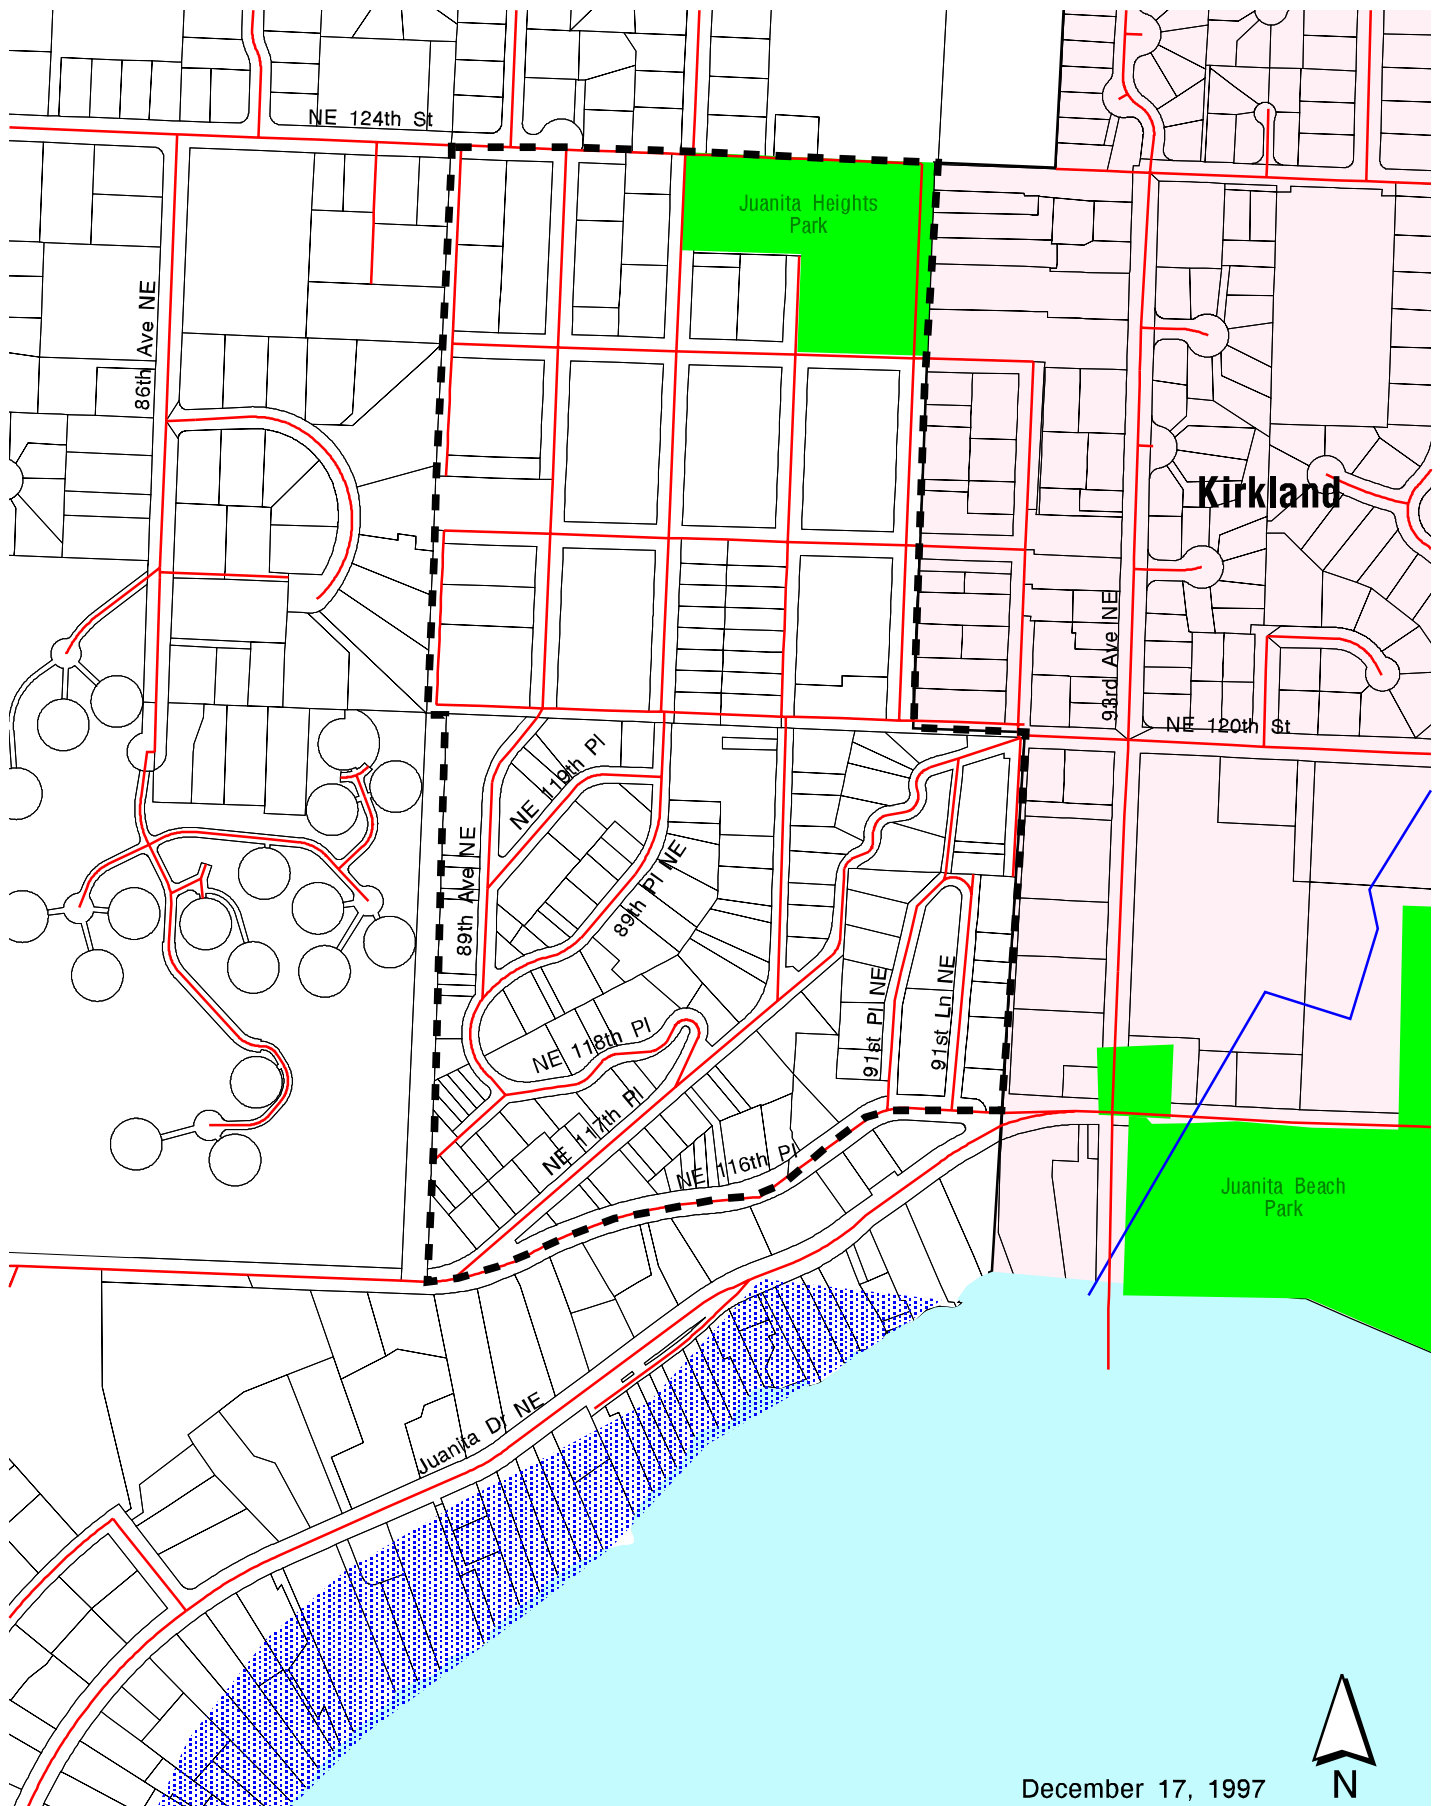 NE 124th St
Juanita Heights
Park
86th Ave NE
Kirkland
93rd Ave NE
NE 120th St
NE 119th Pl
89th Ave NE
89th Pl NE
91st Pl NE
91st Ln NE
NE 118th Pl
NE 117th Pl
NE 116th Pl
Juanita Beach
Park
Juanita Dr NE
December 17, 1997
N